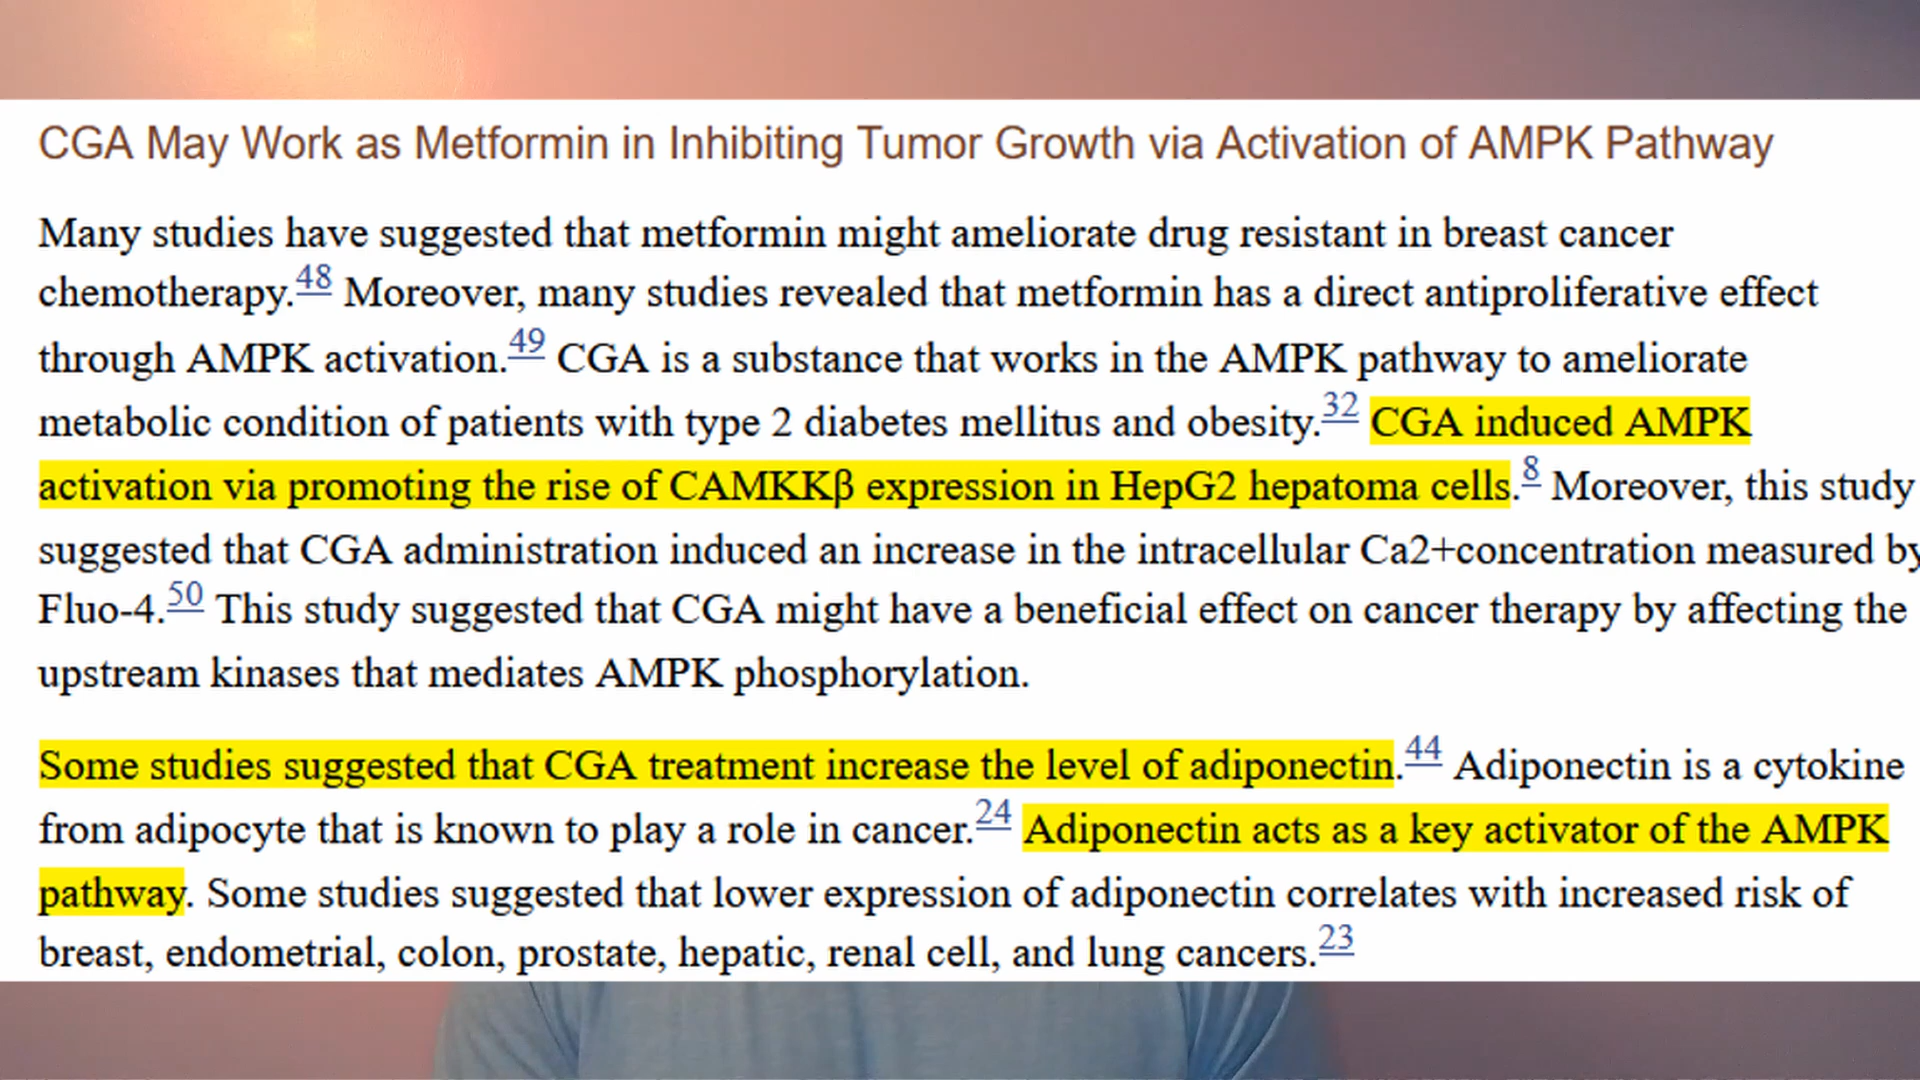 CGA May Work as Metformin in Inhibiting Tumor Growth via Activation of AMPK Pathway
Many studies have suggested that metformin might ameliorate drug resistant in breast cancer
chemotherapy.48 Moreover, many studies revealed that metformin has a direct antiproliferative effect
through AMPK activation.49 CGA is a substance that works in the AMPK pathway to ameliorate
metabolic condition of patients with type 2 diabetes mellitus and obesity.32 CGA induced AMPK
activation via promoting the rise of CAMKKβ expression in HepG2 hepatoma cells.8 Moreover, this study
suggested that CGA administration induced an increase in the intracellular Ca2+concentration measured by
Fluo-4.50 This study suggested that CGA might have a beneficial effect on cancer therapy by affecting the
upstream kinases that mediates AMPK phosphorylation.
Some studies suggested that CGA treatment increase the level of adiponectin.44 Adiponectin is a cytokine
from adipocyte that is known to play a role in cancer.24 Adiponectin acts as a key activator of the AMPK
pathway. Some studies suggested that lower expression of adiponectin correlates with increased risk of
breast, endometrial, colon, prostate, hepatic, renal cell, and lung cancers.23